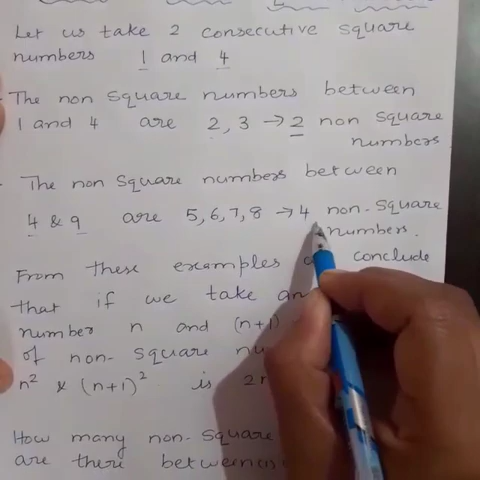 Let us take 2 consecutive square
numbers 1 and 4
The non square numbers between
1 and 4 are 2, 3 → 2 non square
numbers
The non square numbers between
4 & 9 are 5, 6, 7, 8 → 4 non-square
numbers.
From these examples conclude
that if we take
number n and (n+1)
of non-square
n² & (n+1)² is 2
How many non-square
are there between